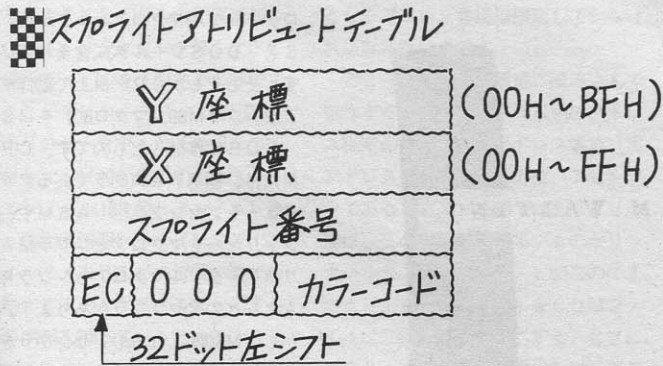 スプライトアトリビュートテーブル
Y座標 (00H~BFH)
X座標 (00H~FFH)
スプライト番号
EC 0 0 0 カラーコード
32ドット左シフト